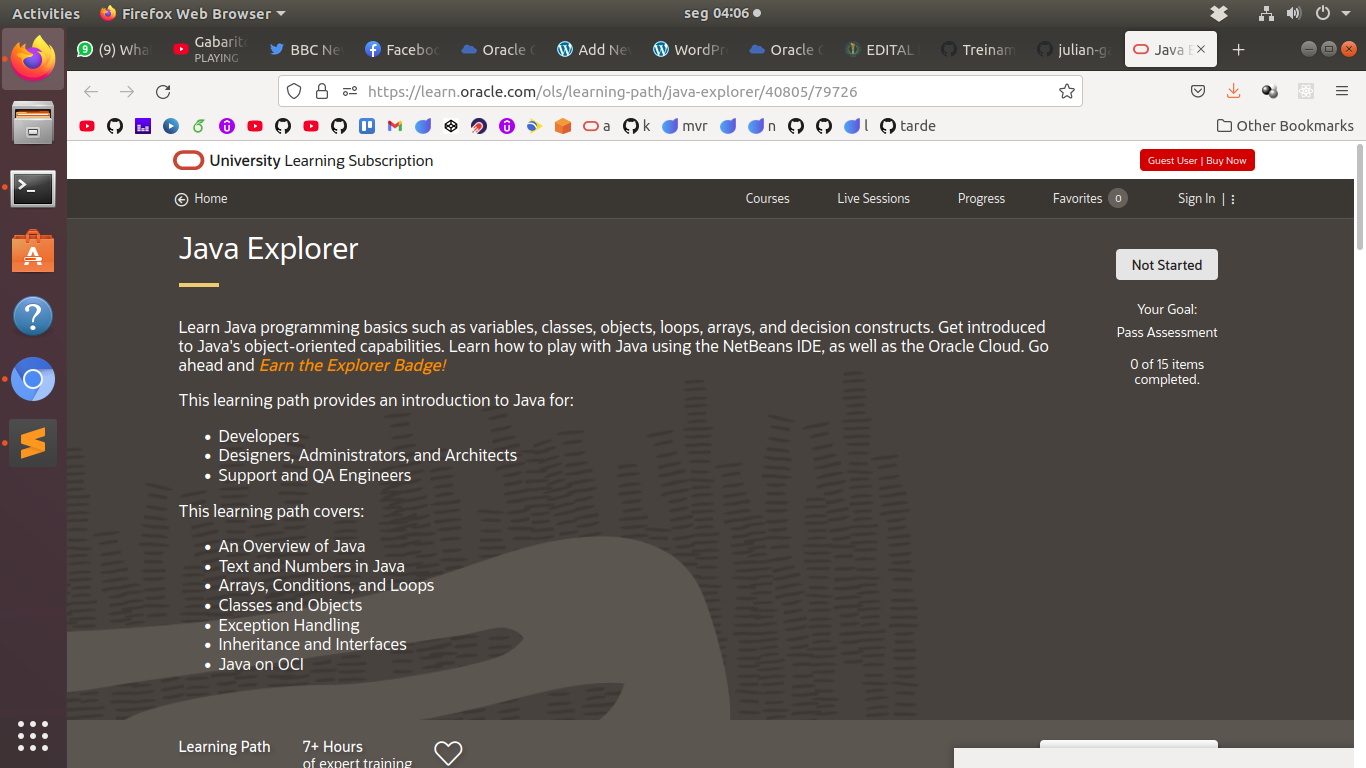 Activities
Firefox Web Browser
seg 04:06
(9) Wha
Gabarit
PLAYING
BBC Ne
Faceboo
Oracle C
Add Nev
WordPr
Oracle C
EDITAL
Treinam
julian-ga
Java E
https://learn.oracle.com/ols/learning-path/java-explorer/40805/79726
a
k
mvr
n
l
tarde
Other Bookmarks
University Learning Subscription
Guest User | Buy Now
Home
Courses
Live Sessions
Progress
Favorites 0
Sign In |
Java Explorer
Not Started
Your Goal:
Pass Assessment
0 of 15 items
completed.
Learn Java programming basics such as variables, classes, objects, loops, arrays, and decision constructs. Get introduced
to Java's object-oriented capabilities. Learn how to play with Java using the NetBeans IDE, as well as the Oracle Cloud. Go
ahead and Earn the Explorer Badge!
This learning path provides an introduction to Java for:
• Developers
• Designers, Administrators, and Architects
• Support and QA Engineers
This learning path covers:
• An Overview of Java
• Text and Numbers in Java
• Arrays, Conditions, and Loops
• Classes and Objects
• Exception Handling
• Inheritance and Interfaces
• Java on OCI
Learning Path
7+ Hours
of expert training